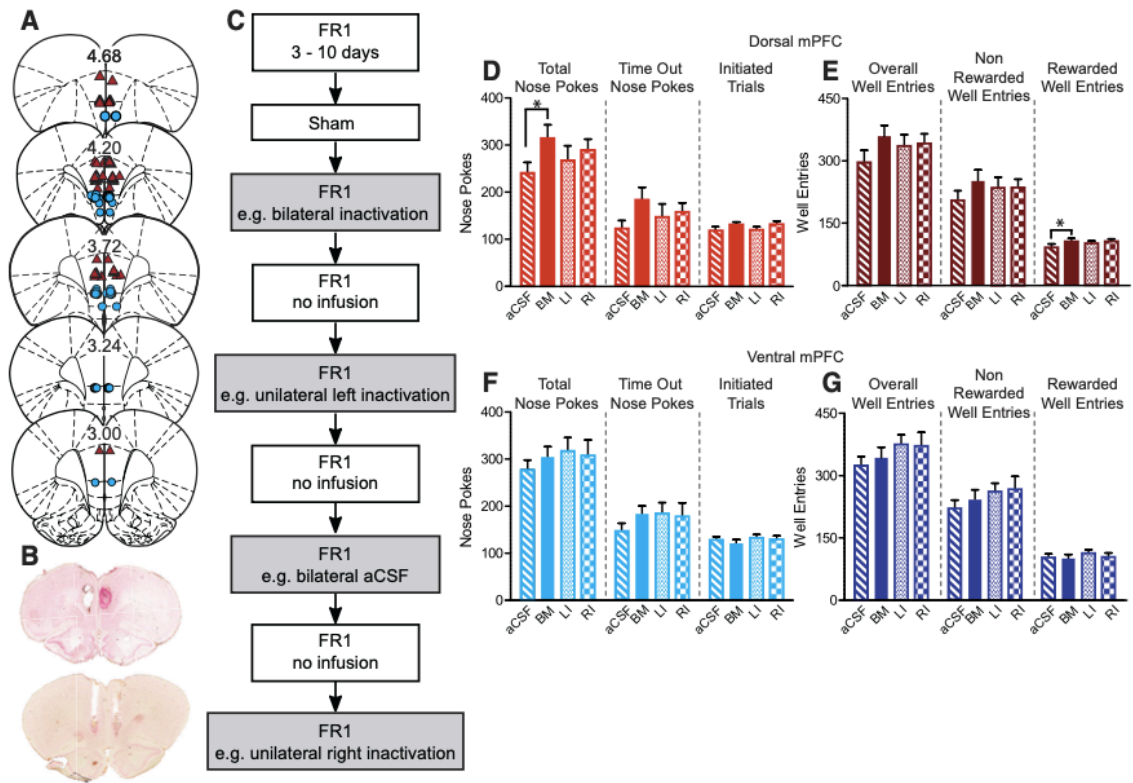 A
4.68
4.20
3.72
3.24
3.00
B
C
FR1
3 - 10 days
Sham
FR1
e.g. bilateral inactivation
FR1
no infusion
FR1
e.g. unilateral left inactivation
FR1
no infusion
FR1
e.g. bilateral aCSF
FR1
no infusion
FR1
e.g. unilateral right inactivation
Dorsal mPFC
D
Total
Nose Pokes
Time Out
Nose Pokes
Initiated
Trials
Nose Pokes
400
300
200
100
0
*
aCSF BM LI RI aCSF BM LI RI aCSF BM LI RI
E
Overall
Well Entries
Non
Rewarded
Well Entries
Rewarded
Well Entries
Well Entries
450
300
150
0
*
aCSF BM LI RI aCSF BM LI RI aCSF BM LI RI
Ventral mPFC
F
Total
Nose Pokes
Time Out
Nose Pokes
Initiated
Trials
Nose Pokes
400
300
200
100
0
aCSF BM LI RI aCSF BM LI RI aCSF BM LI RI
G
Overall
Well Entries
Non
Rewarded
Well Entries
Rewarded
Well Entries
Well Entries
450
300
150
0
aCSF BM LI RI aCSF BM LI RI aCSF BM LI RI